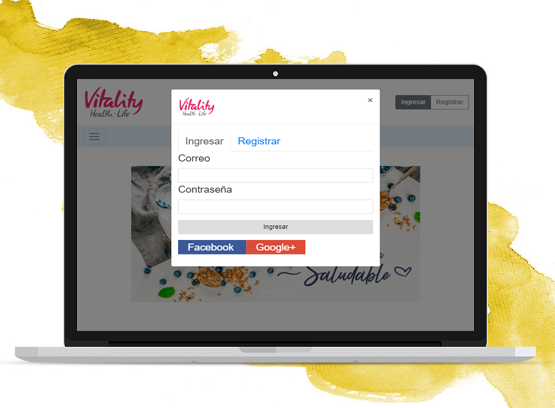 Vitality
Health · Life
Ingresar Registrar
Vitality
Health · Life
×
Ingresar Registrar
Correo
Contraseña
Ingresar
Facebook Google+
Saludable